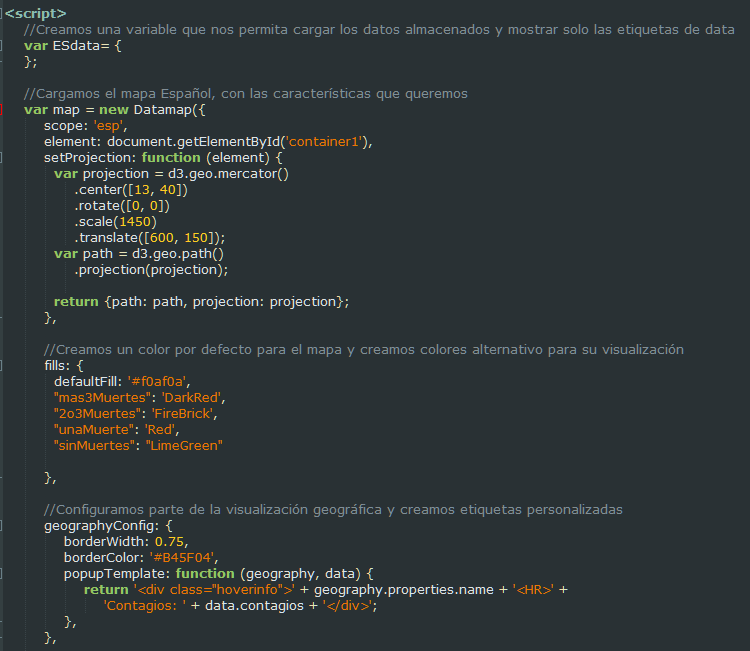 <script>
//Creamos una variable que nos permita cargar los datos almacenados y mostrar solo las etiquetas de data
var ESdata= {
};
//Cargamos el mapa Español, con las características que queremos
var map = new Datamap({
scope: 'esp',
element: document.getElementById('container1'),
setProjection: function (element) {
var projection = d3.geo.mercator()
.center([13, 40])
.rotate([0, 0])
.scale(1450)
.translate([600, 150]);
var path = d3.geo.path()
.projection(projection);
return {path: path, projection: projection};
},
//Creamos un color por defecto para el mapa y creamos colores alternativo para su visualización
fills: {
defaultFill: '#f0af0a',
"mas3Muertes": 'DarkRed',
"2o3Muertes": 'FireBrick',
"unaMuerte": 'Red',
"sinMuertes": "LimeGreen"
},
//Configuramos parte de la visualización geográfica y creamos etiquetas personalizadas
geographyConfig: {
borderWidth: 0.75,
borderColor: '#B45F04',
popupTemplate: function (geography, data) {
return '<div class="hoverinfo">' + geography.properties.name + '<HR>' +
'Contagios: ' + data.contagios + '</div>';
},
},